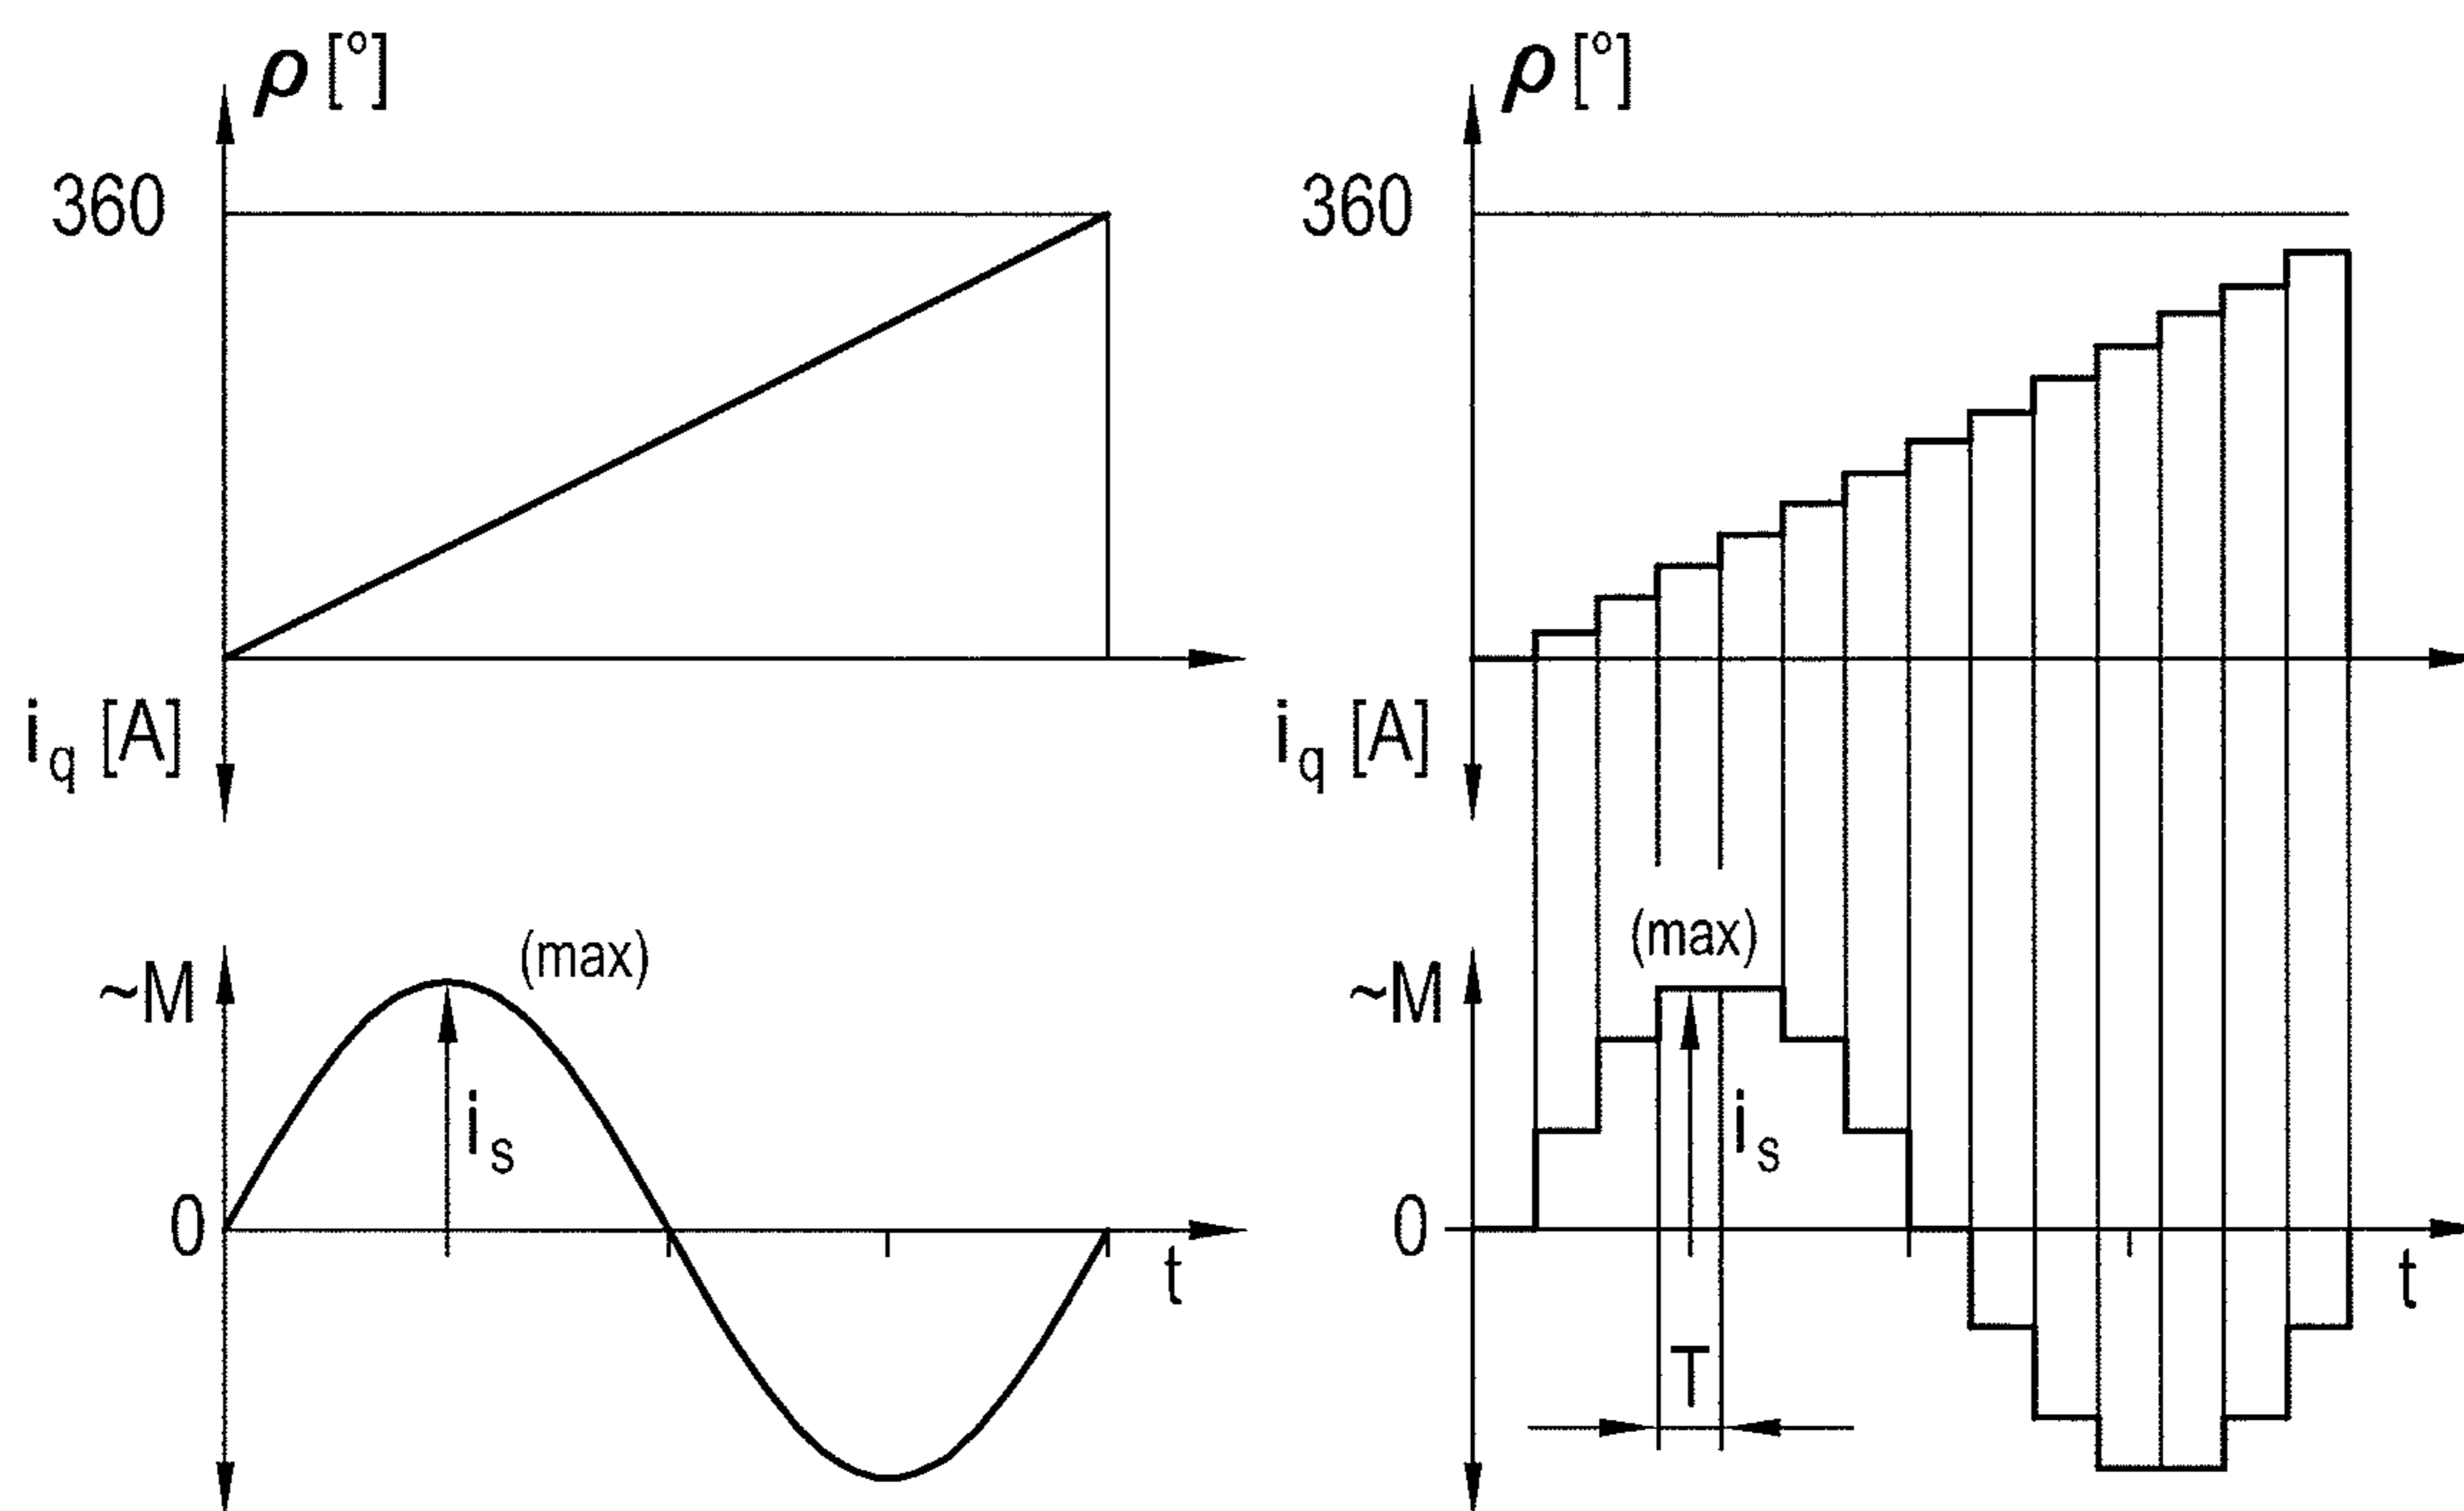 ρ [°]
360
i_q [A]
~M
(max)
i_s
0
t
ρ [°]
360
i_q [A]
(max)
~M
i_s
0
t
T